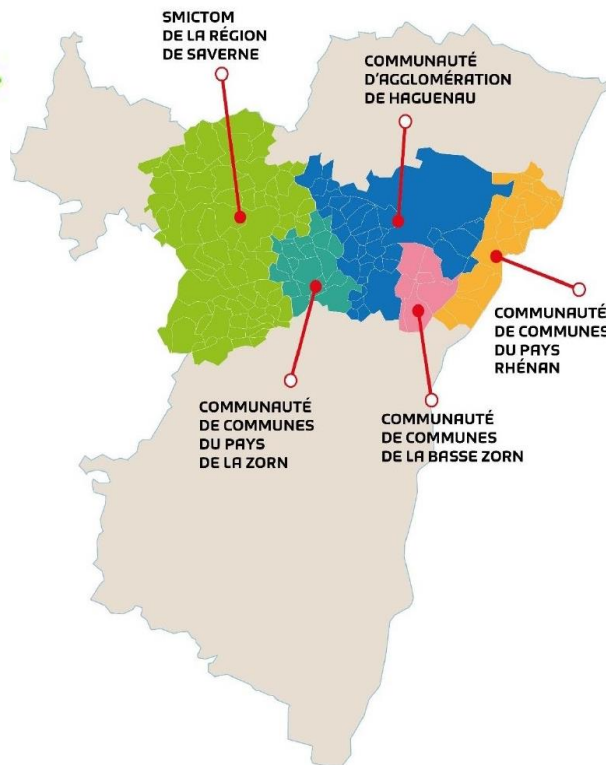 SMICTOM
DE LA RÉGION
DE SAVERNE
COMMUNAUTÉ
D'AGGLOMÉRATION
DE HAGUENAU
COMMUNAUTÉ
DE COMMUNES
DU PAYS
RHÉNAN
COMMUNAUTÉ
DE COMMUNES
DU PAYS
DE LA ZORN
COMMUNAUTÉ
DE COMMUNES
DE LA BASSE ZORN